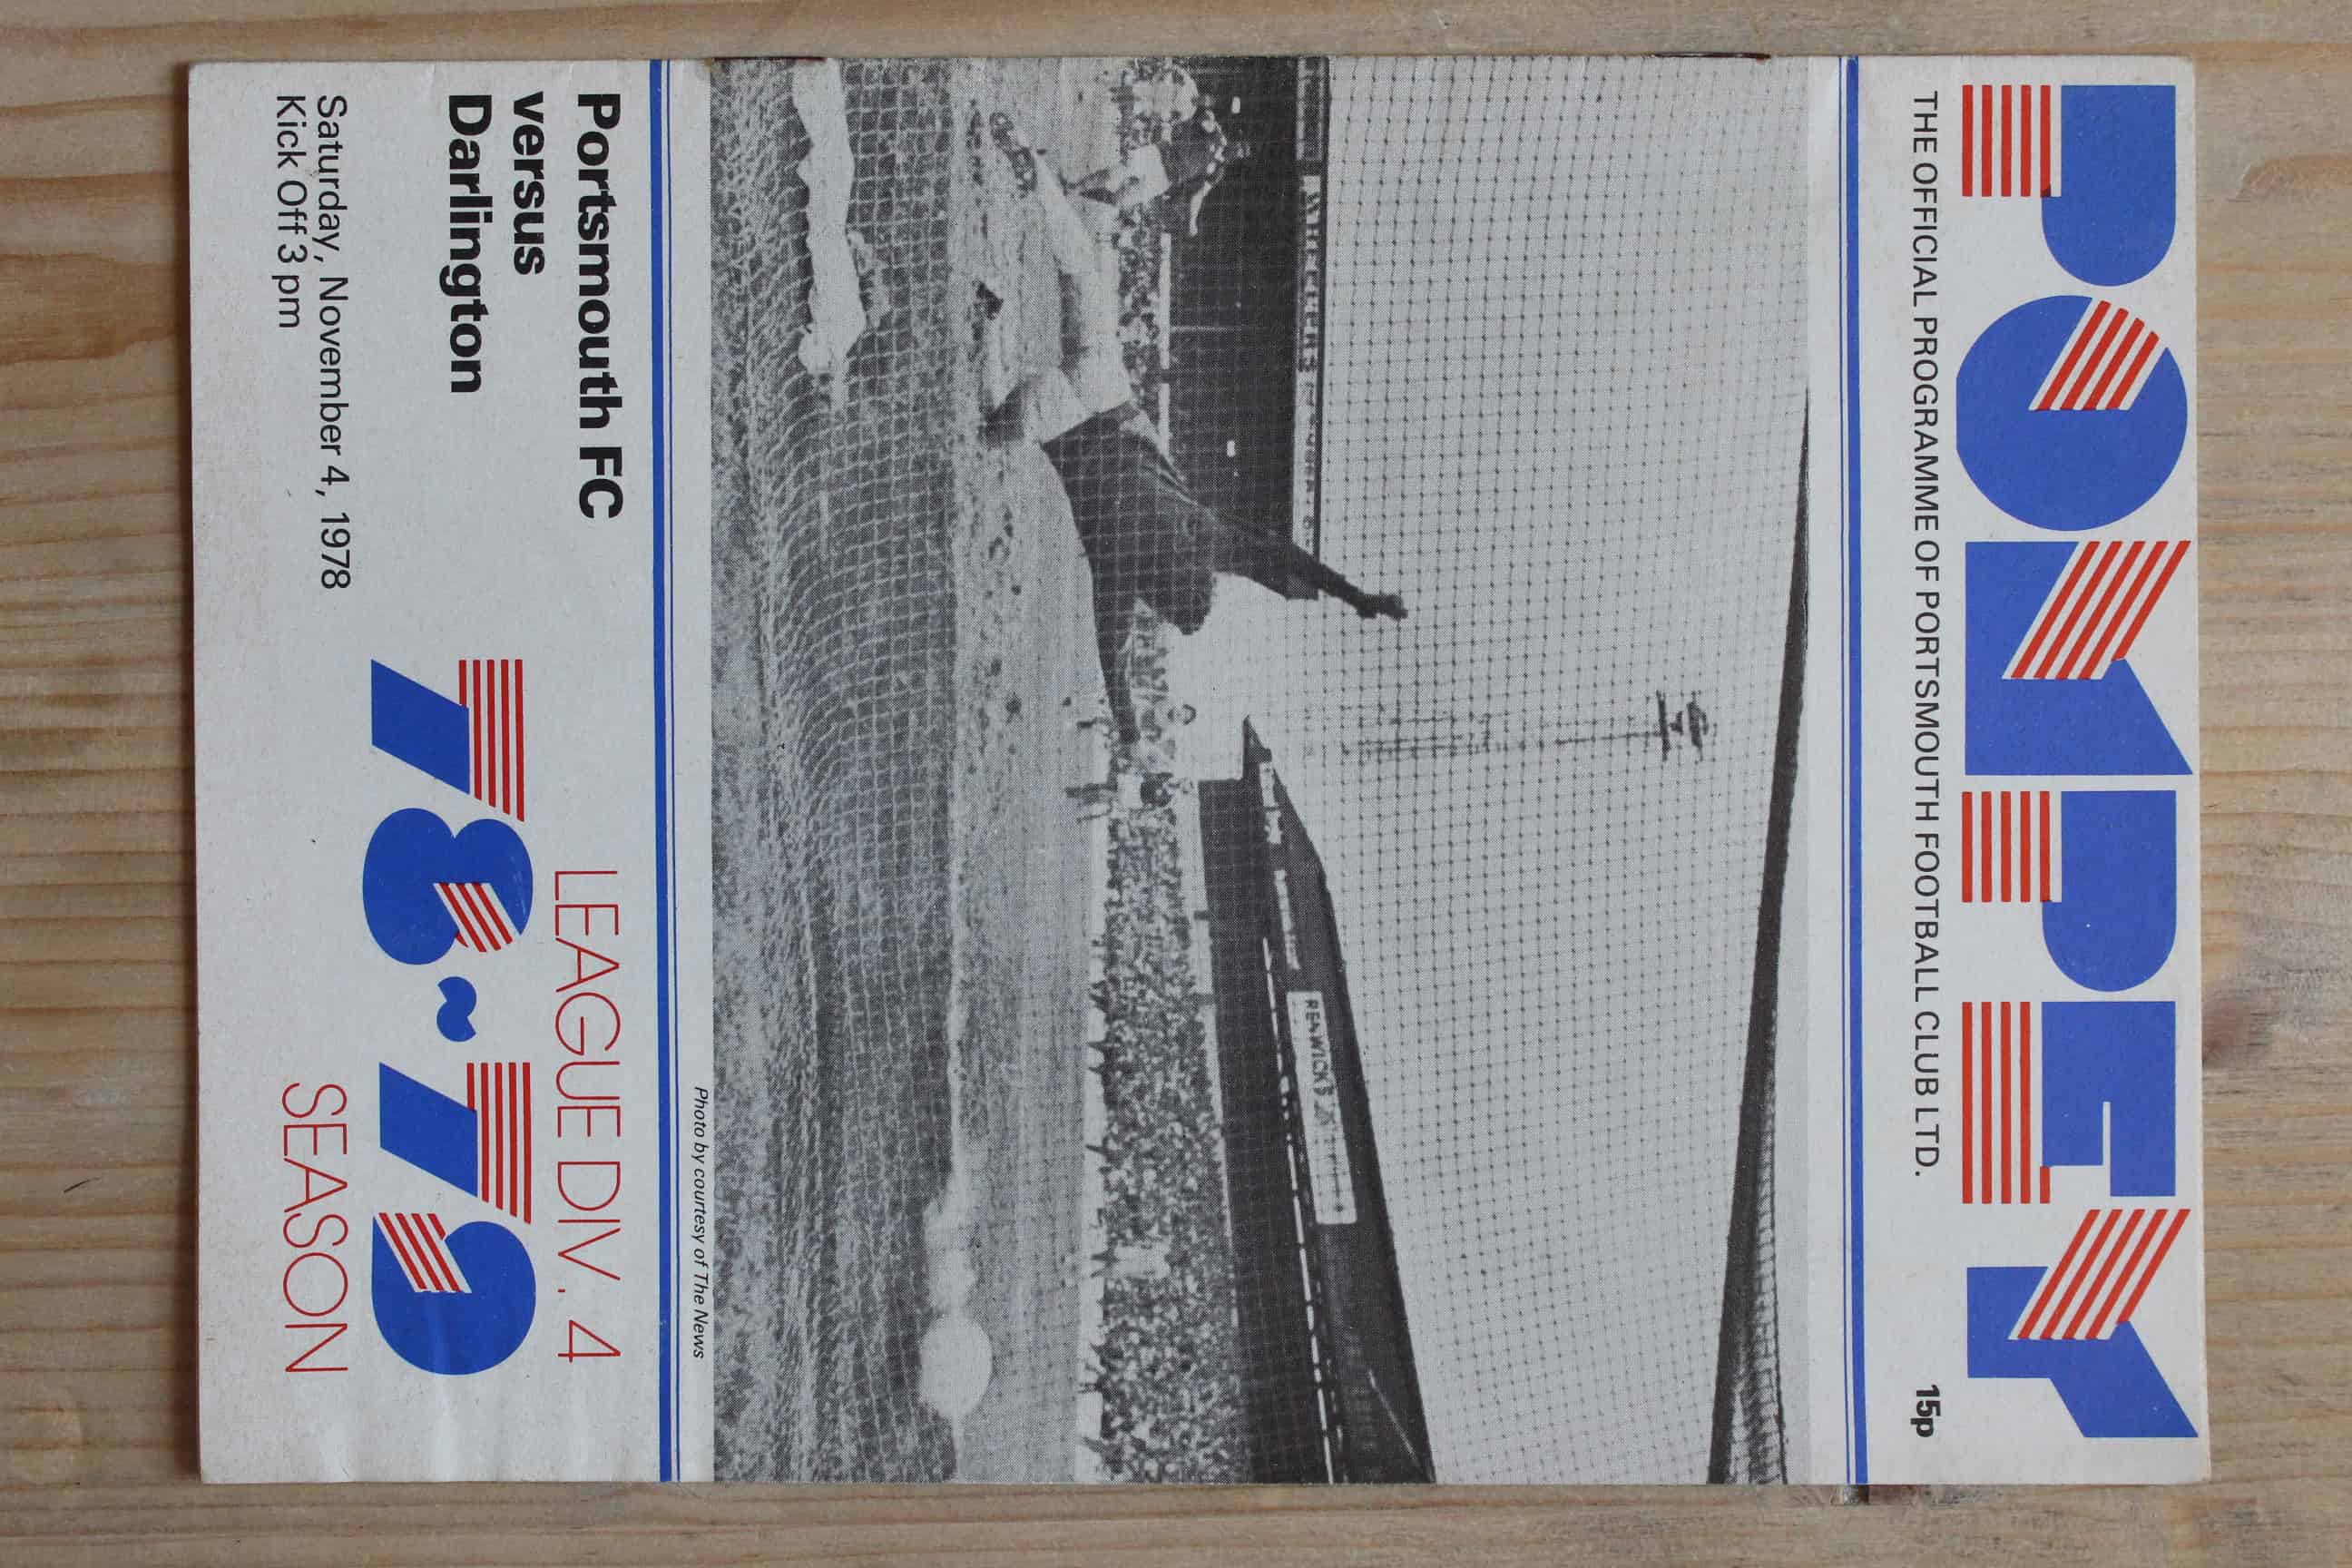 POMPEY
THE OFFICIAL PROGRAMME OF PORTSMOUTH FOOTBALL CLUB LTD.
15p
RENWICKS
Photo by courtesy of The News
Portsmouth FC
versus
Darlington
Saturday, November 4, 1978
Kick Off 3 pm
LEAGUE DIV. 4
78-79
SEASON